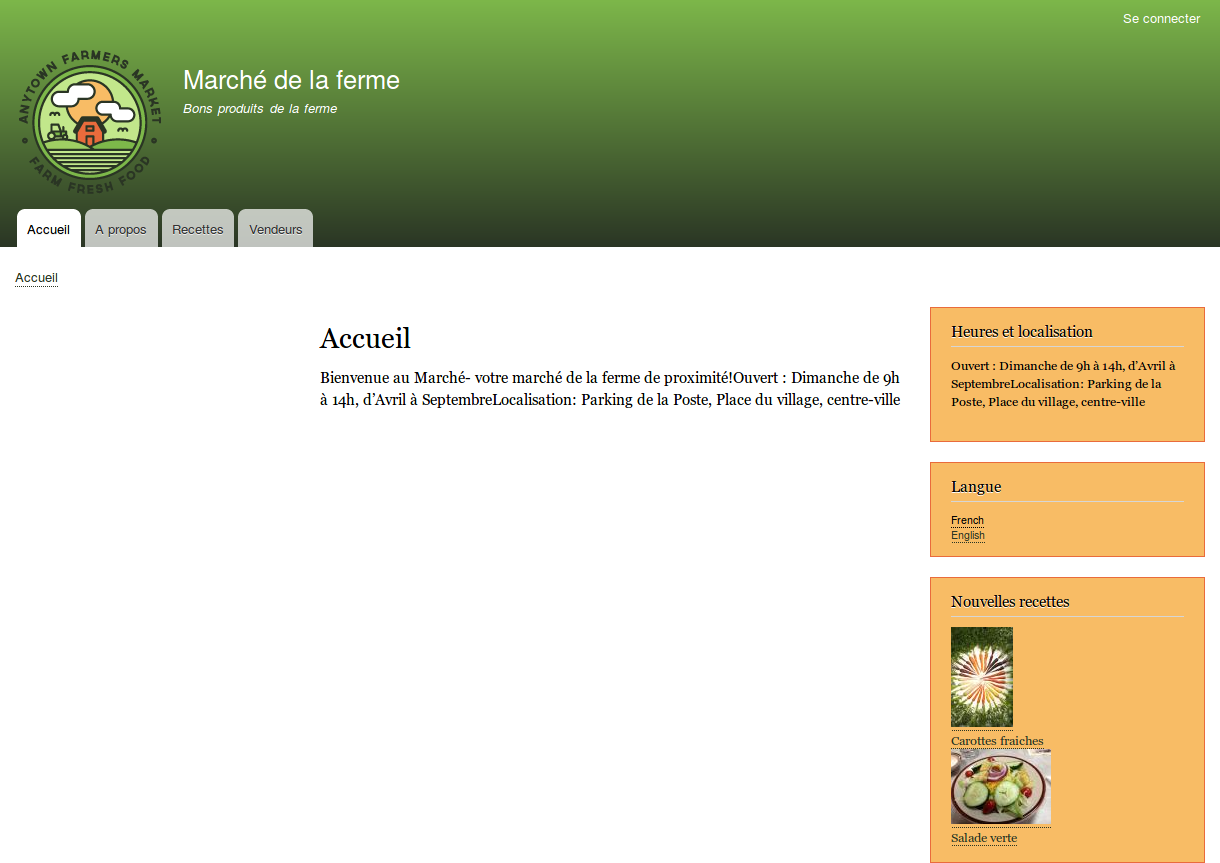 Se connecter
ANYTOWN FARMERS MARKET
FARM FRESH FOOD
Marché de la ferme
Bons produits de la ferme
Accueil
A propos
Recettes
Vendeurs
Accueil
Accueil
Bienvenue au Marché- votre marché de la ferme de proximité!Ouvert : Dimanche de 9h
à 14h, d’Avril à SeptembreLocalisation: Parking de la Poste, Place du village, centre-ville
Heures et localisation
Ouvert : Dimanche de 9h à 14h, d’Avril à
SeptembreLocalisation: Parking de la
Poste, Place du village, centre-ville
Langue
French
English
Nouvelles recettes
Carottes fraiches
Salade verte